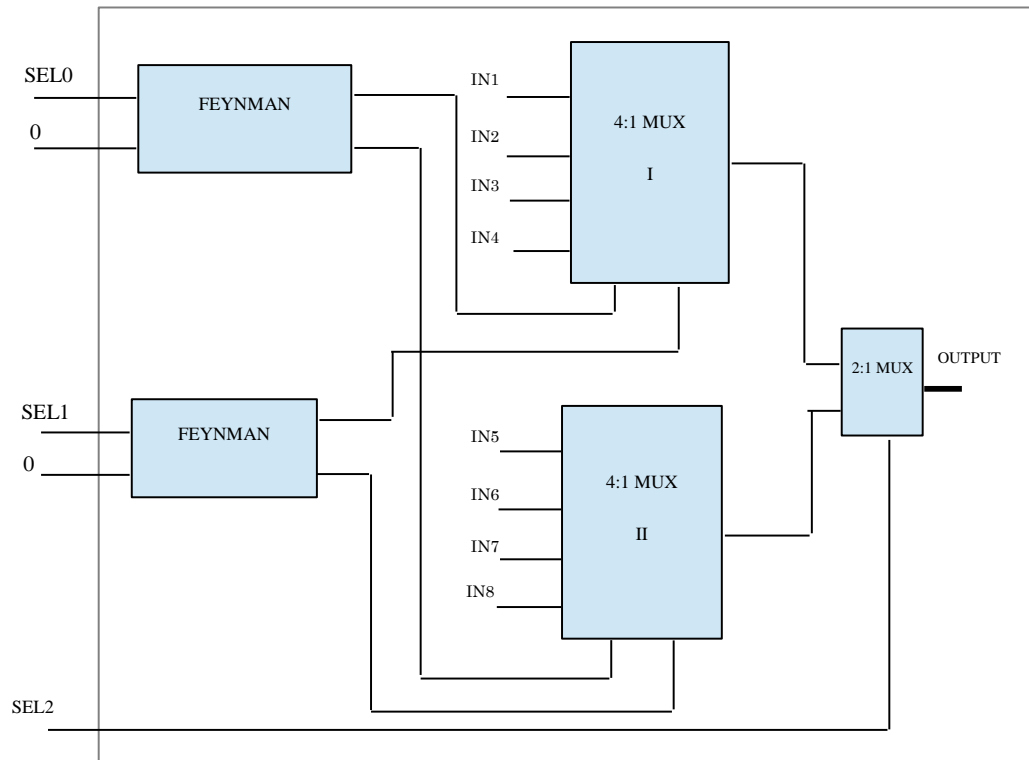 SEL0
0
FEYNMAN
IN1
IN2
IN3
IN4
4:1 MUX
I
SEL1
0
FEYNMAN
IN5
IN6
IN7
IN8
4:1 MUX
II
2:1 MUX
OUTPUT
SEL2